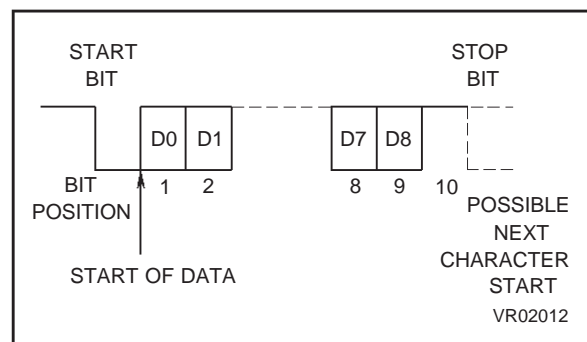 START
BIT
STOP
BIT
D0 D1 D7 D8
BIT
POSITION
1 2 8 9 10
POSSIBLE
NEXT
CHARACTER
START
START OF DATA
VR02012